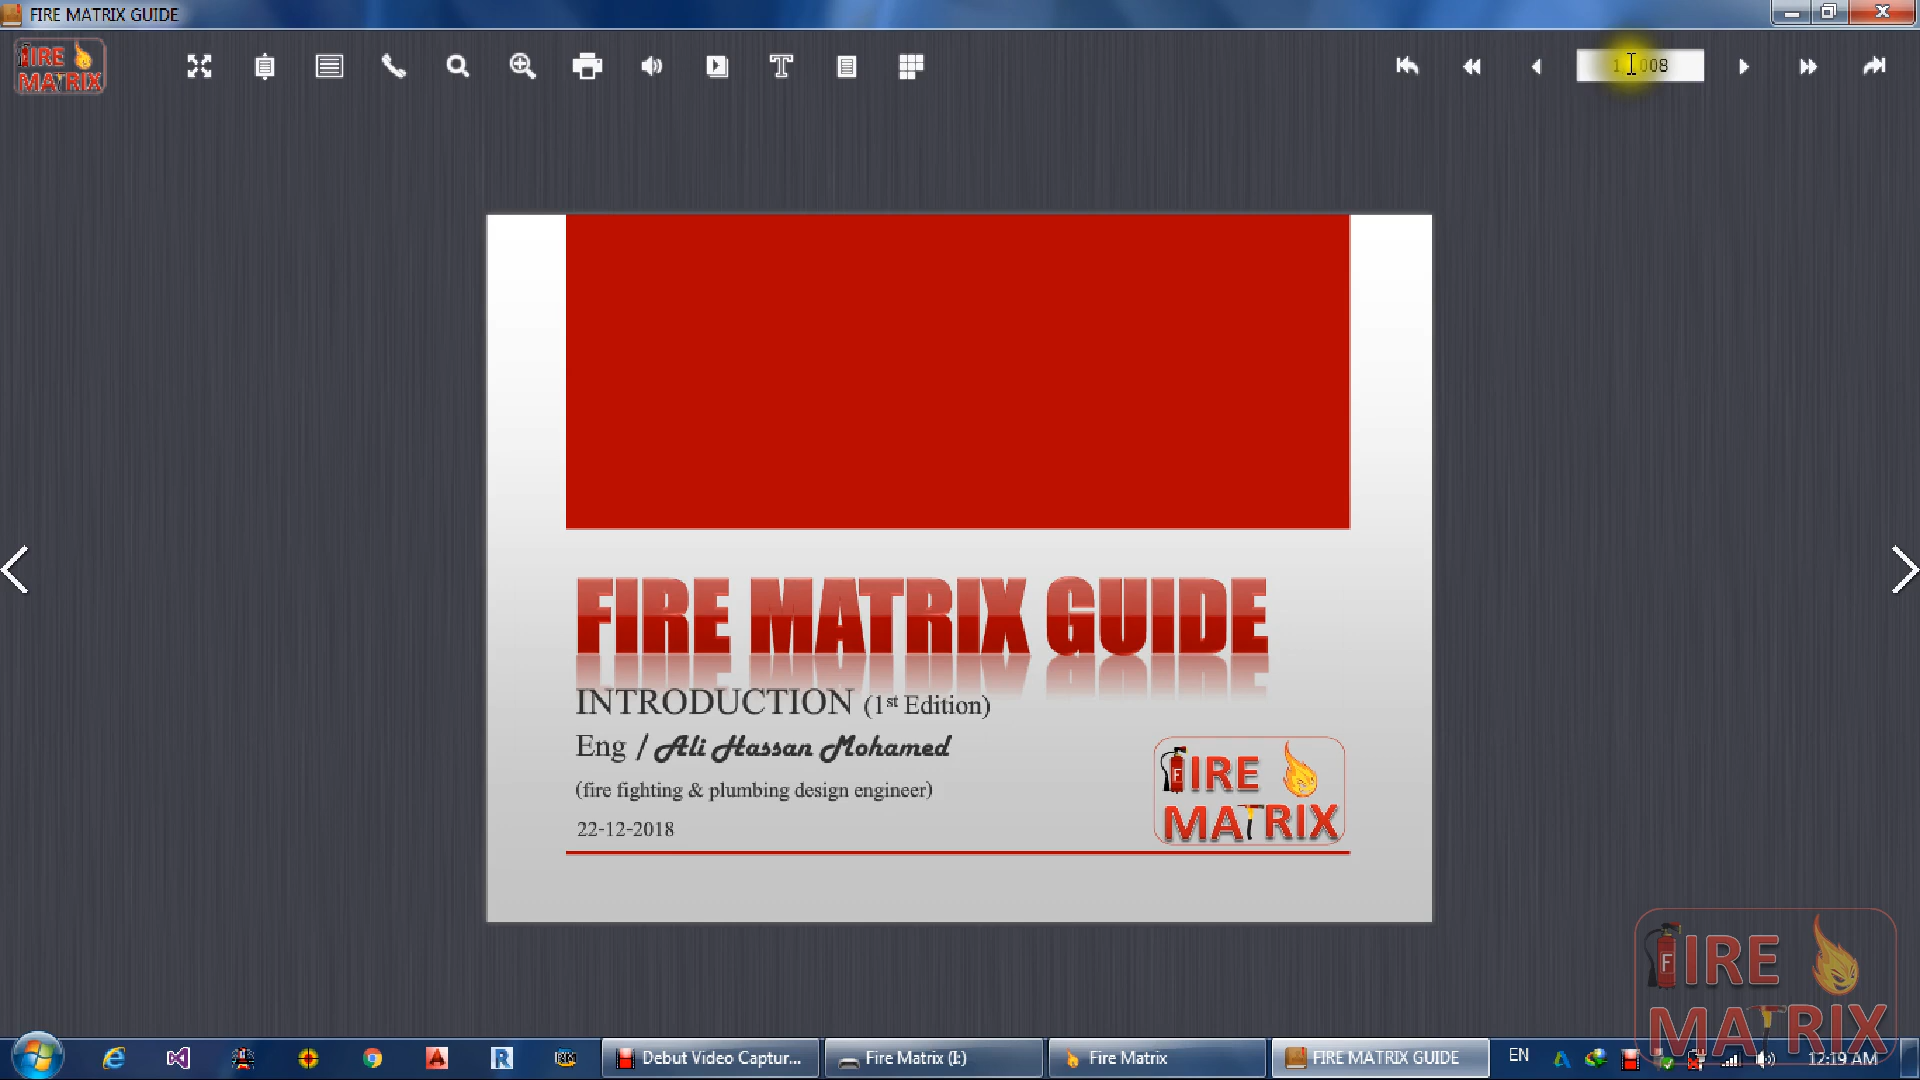 FIRE MATRIX GUIDE
FIRE
MATRIX
FIRE MATRIX GUIDE
INTRODUCTION (1st Edition)
Eng / Ali Hassan Mohamed
(fire fighting & plumbing design engineer)
22-12-2018
FIRE
MATRIX
FIRE
MATRIX
Debut Video Captur...
Fire Matrix (I:)
Fire Matrix
FIRE MATRIX GUIDE
EN
12:19 AM